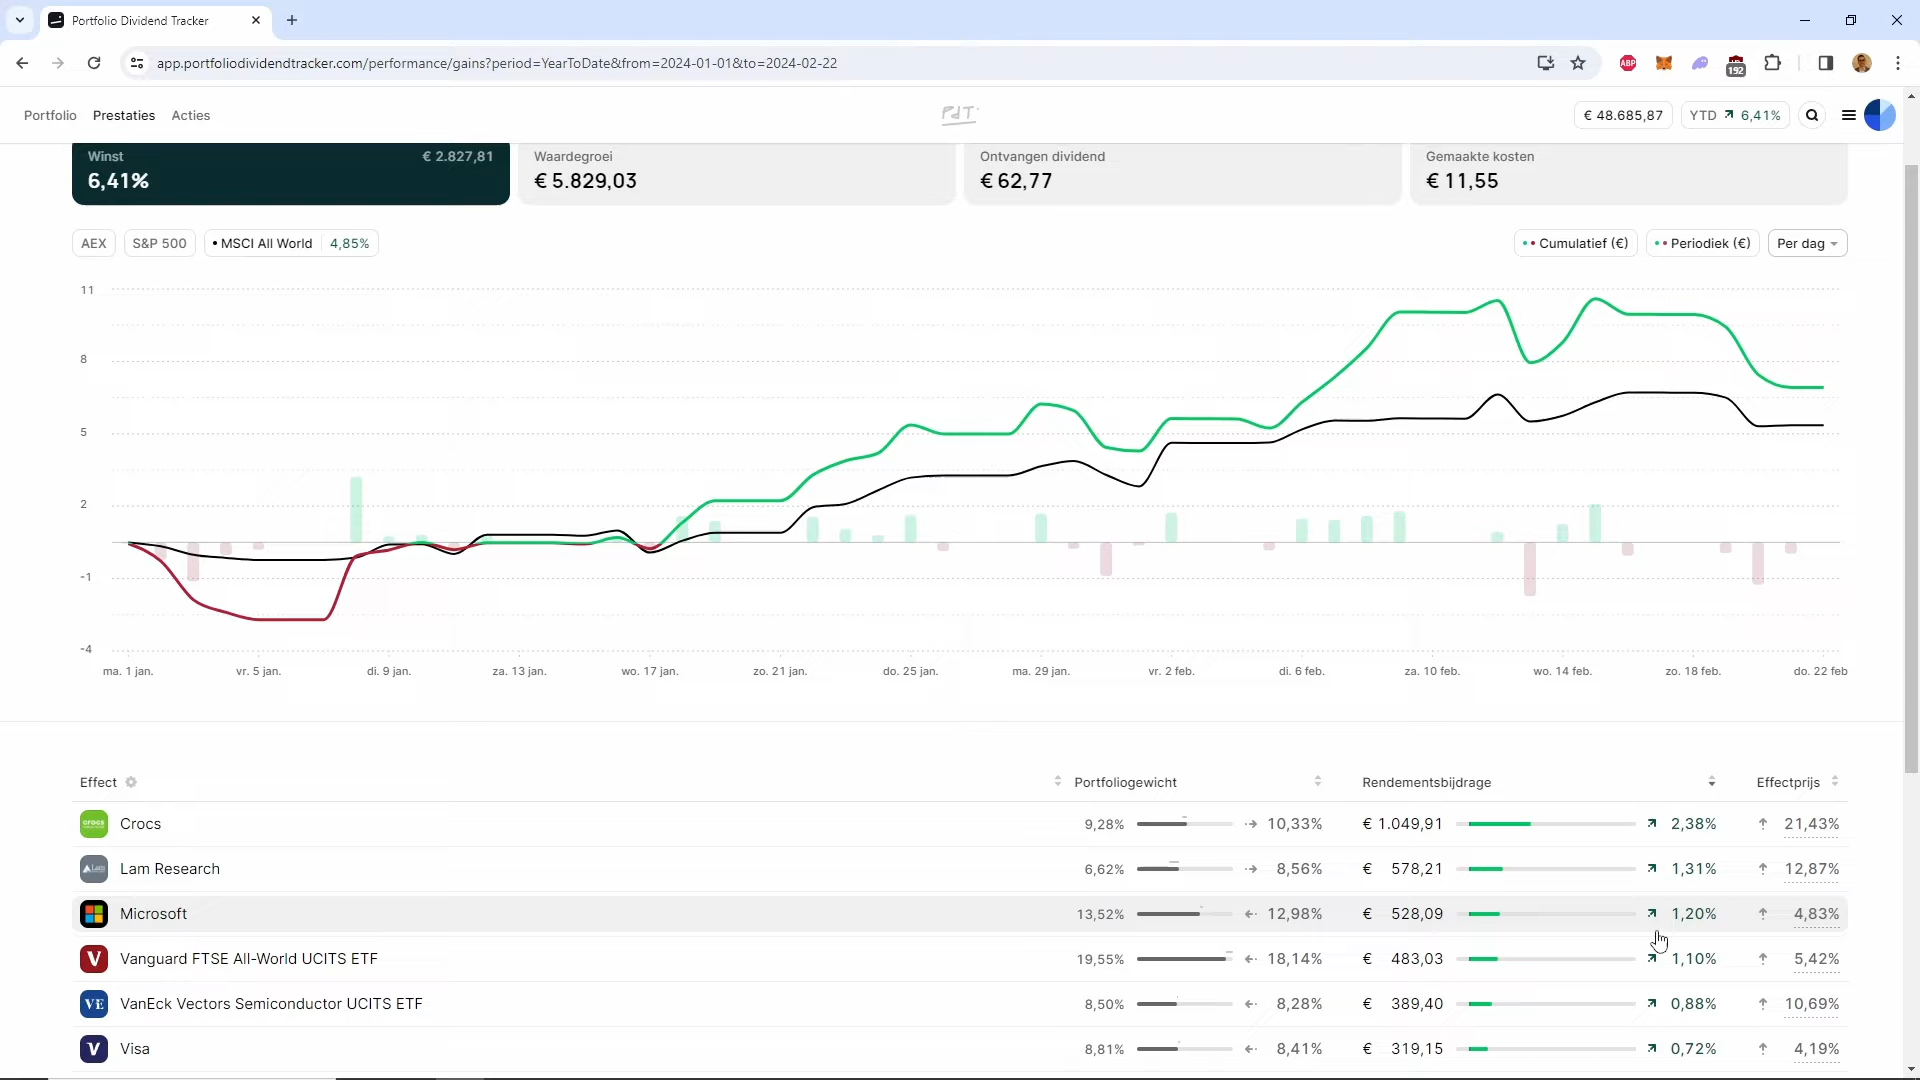 Portfolio Dividend Tracker
app.portfoliodividendtracker.com/performance/gains?period=YearToDate&from=2024-01-01&to=2024-02-22
ABP
192
Portfolio Prestaties Acties
PdT
€ 48.685,87
YTD 6,41%
Winst € 2.827,81
6,41%
Waardegroei
€ 5.829,03
Ontvangen dividend
€ 62,77
Gemaakte kosten
€ 11,55
AEX S&P 500 MSCI All World 4,85%
Cumulatief (€) Periodiek (€) Per dag
11
8
5
2
-1
-4
ma. 1 jan. vr. 5 jan. di. 9 jan. za. 13 jan. wo. 17 jan. zo. 21 jan. do. 25 jan. ma. 29 jan. vr. 2 feb. di. 6 feb. za. 10 feb. wo. 14 feb. zo. 18 feb. do. 22 feb
Effect Portfoliogewicht Rendementsbijdrage Effectprijs
crocs Crocs 9,28% 10,33% € 1.049,91 2,38% 21,43%
Lam Lam Research 6,62% 8,56% € 578,21 1,31% 12,87%
Microsoft 13,52% 12,98% € 528,09 1,20% 4,83%
V Vanguard FTSE All-World UCITS ETF 19,55% 18,14% € 483,03 1,10% 5,42%
VE VanEck Vectors Semiconductor UCITS ETF 8,50% 8,28% € 389,40 0,88% 10,69%
V Visa 8,81% 8,41% € 319,15 0,72% 4,19%